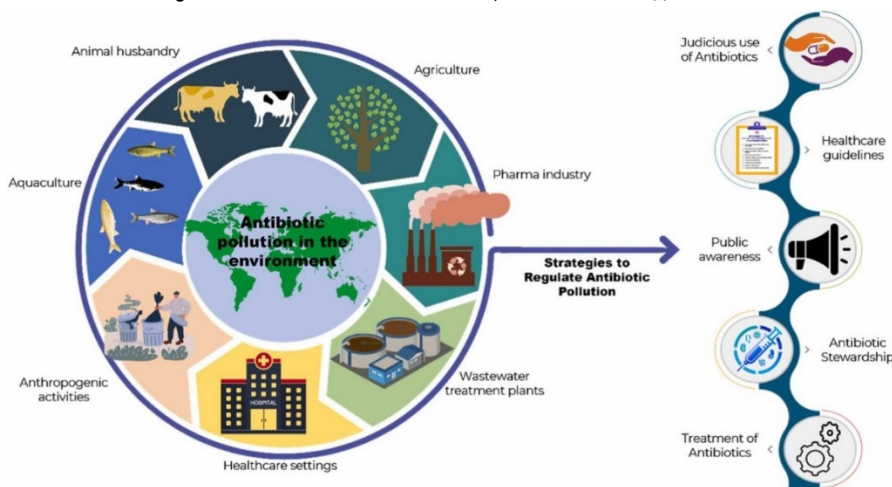 Animal husbandry
Agriculture
Aquaculture
Pharma industry
Antibiotic
pollution in the
environment
Anthropogenic
activities
HOSPITAL
Healthcare settings
Wastewater
treatment plants
Strategies to
Regulate Antibiotic
Pollution
Judicious use
of Antibiotics
Healthcare
guidelines
Public
awareness
Antibiotic
Stewardship
Treatment of
Antibiotics